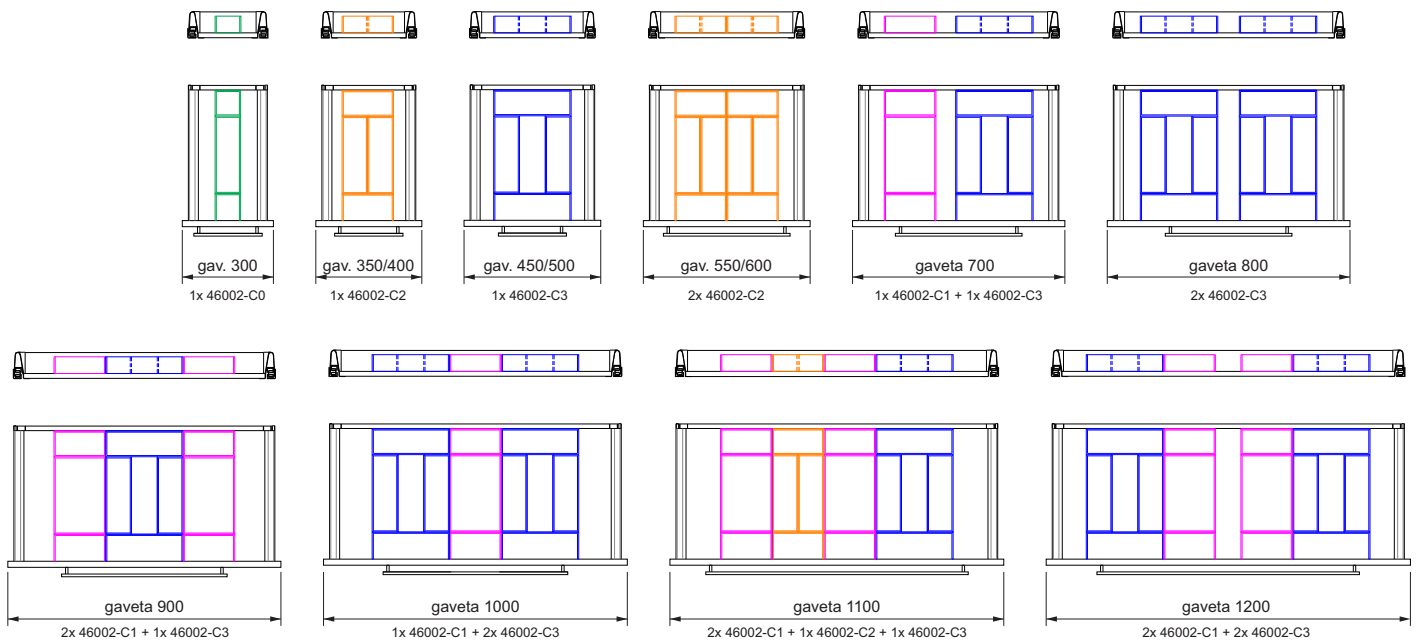 gav. 300
1x 46002-C0
gav. 350/400
1x 46002-C2
gav. 450/500
1x 46002-C3
gav. 550/600
2x 46002-C2
gaveta 700
1x 46002-C1 + 1x 46002-C3
gaveta 800
2x 46002-C3
gaveta 900
2x 46002-C1 + 1x 46002-C3
gaveta 1000
1x 46002-C1 + 2x 46002-C3
gaveta 1100
2x 46002-C1 + 1x 46002-C2 + 1x 46002-C3
gaveta 1200
2x 46002-C1 + 2x 46002-C3